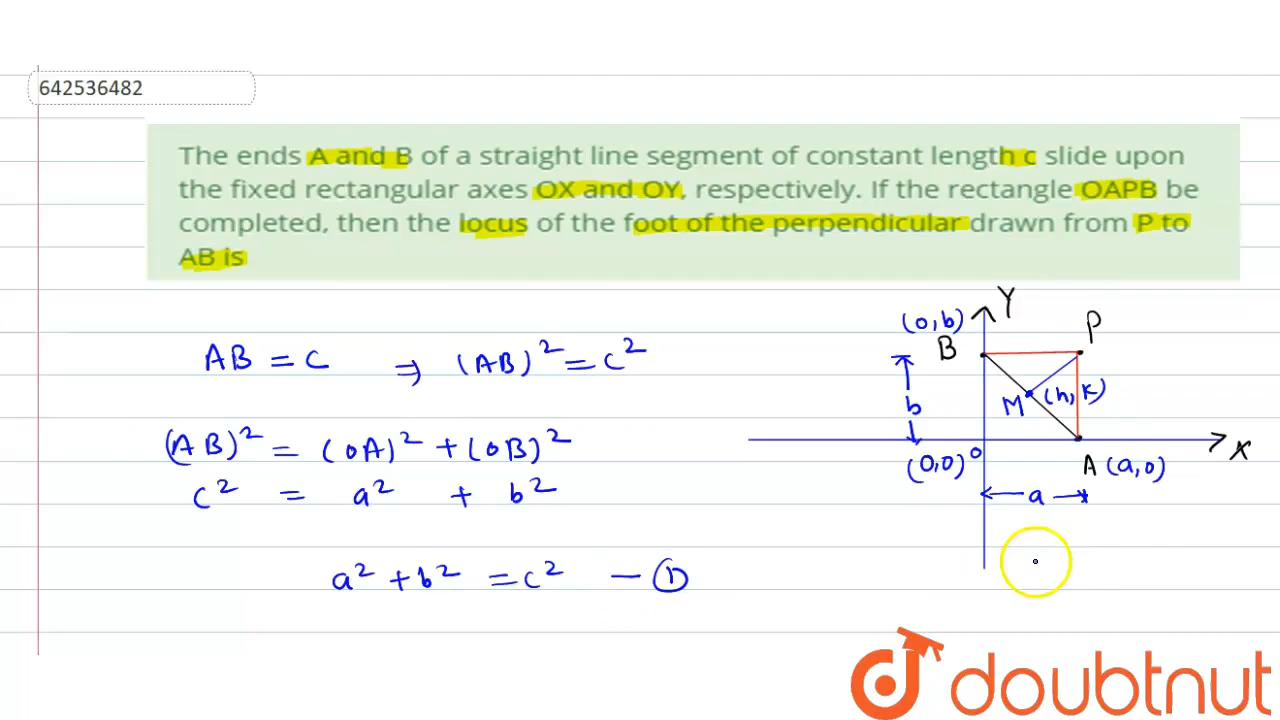 642536482
The ends A and B of a straight line segment of constant length c slide upon
the fixed rectangular axes OX and OY, respectively. If the rectangle OAPB be
completed, then the locus of the foot of the perpendicular drawn from P to
AB is
AB = c ⇒ (AB)² = c²
(AB)² = (OA)² + (OB)²
c² = a² + b²
a² + b² = c² — ①
Y
(0, b)
B
P
M (h, k)
b
(0,0) O
A (a, 0)
X
a
doubtnut